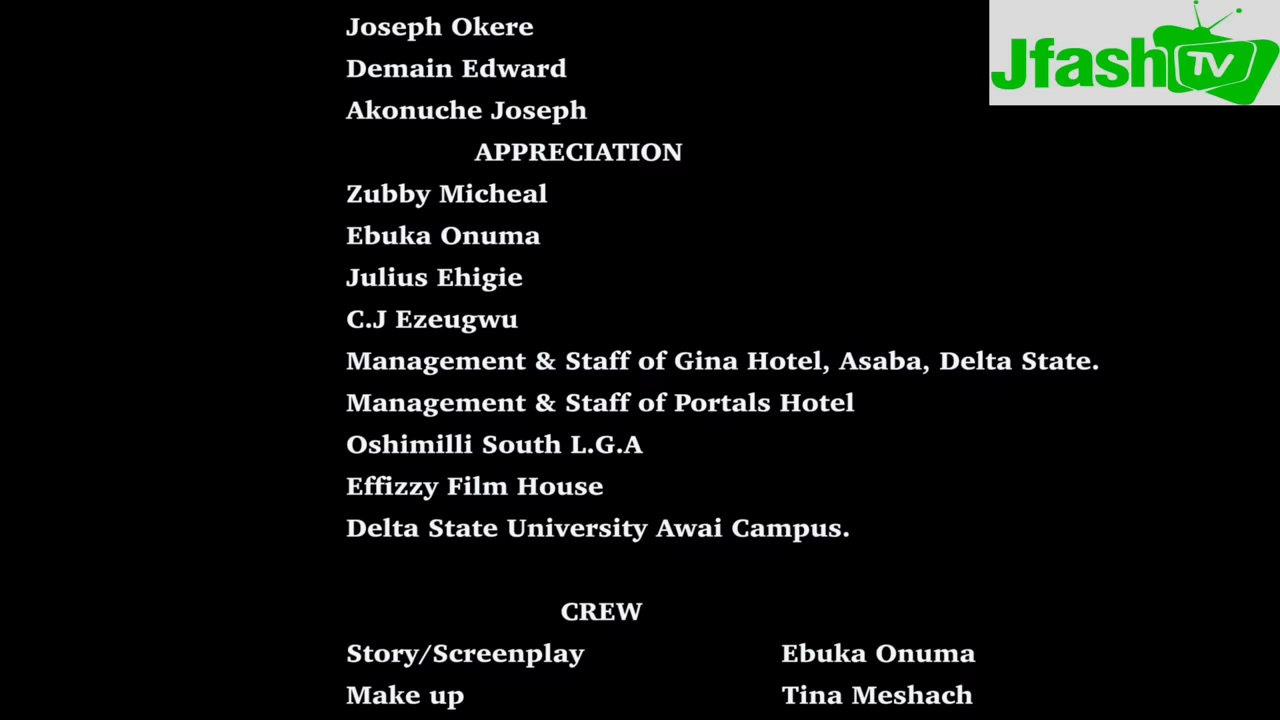 Joseph Okere
Demain Edward
Akonuche Joseph
APPRECIATION
Zubby Micheal
Ebuka Onuma
Julius Ehigie
C.J Ezeugwu
Management & Staff of Gina Hotel, Asaba, Delta State.
Management & Staff of Portals Hotel
Oshimilli South L.G.A
Effizzy Film House
Delta State University Awai Campus.
CREW
Story/Screenplay Ebuka Onuma
Make up Tina Meshach
Jfash TV